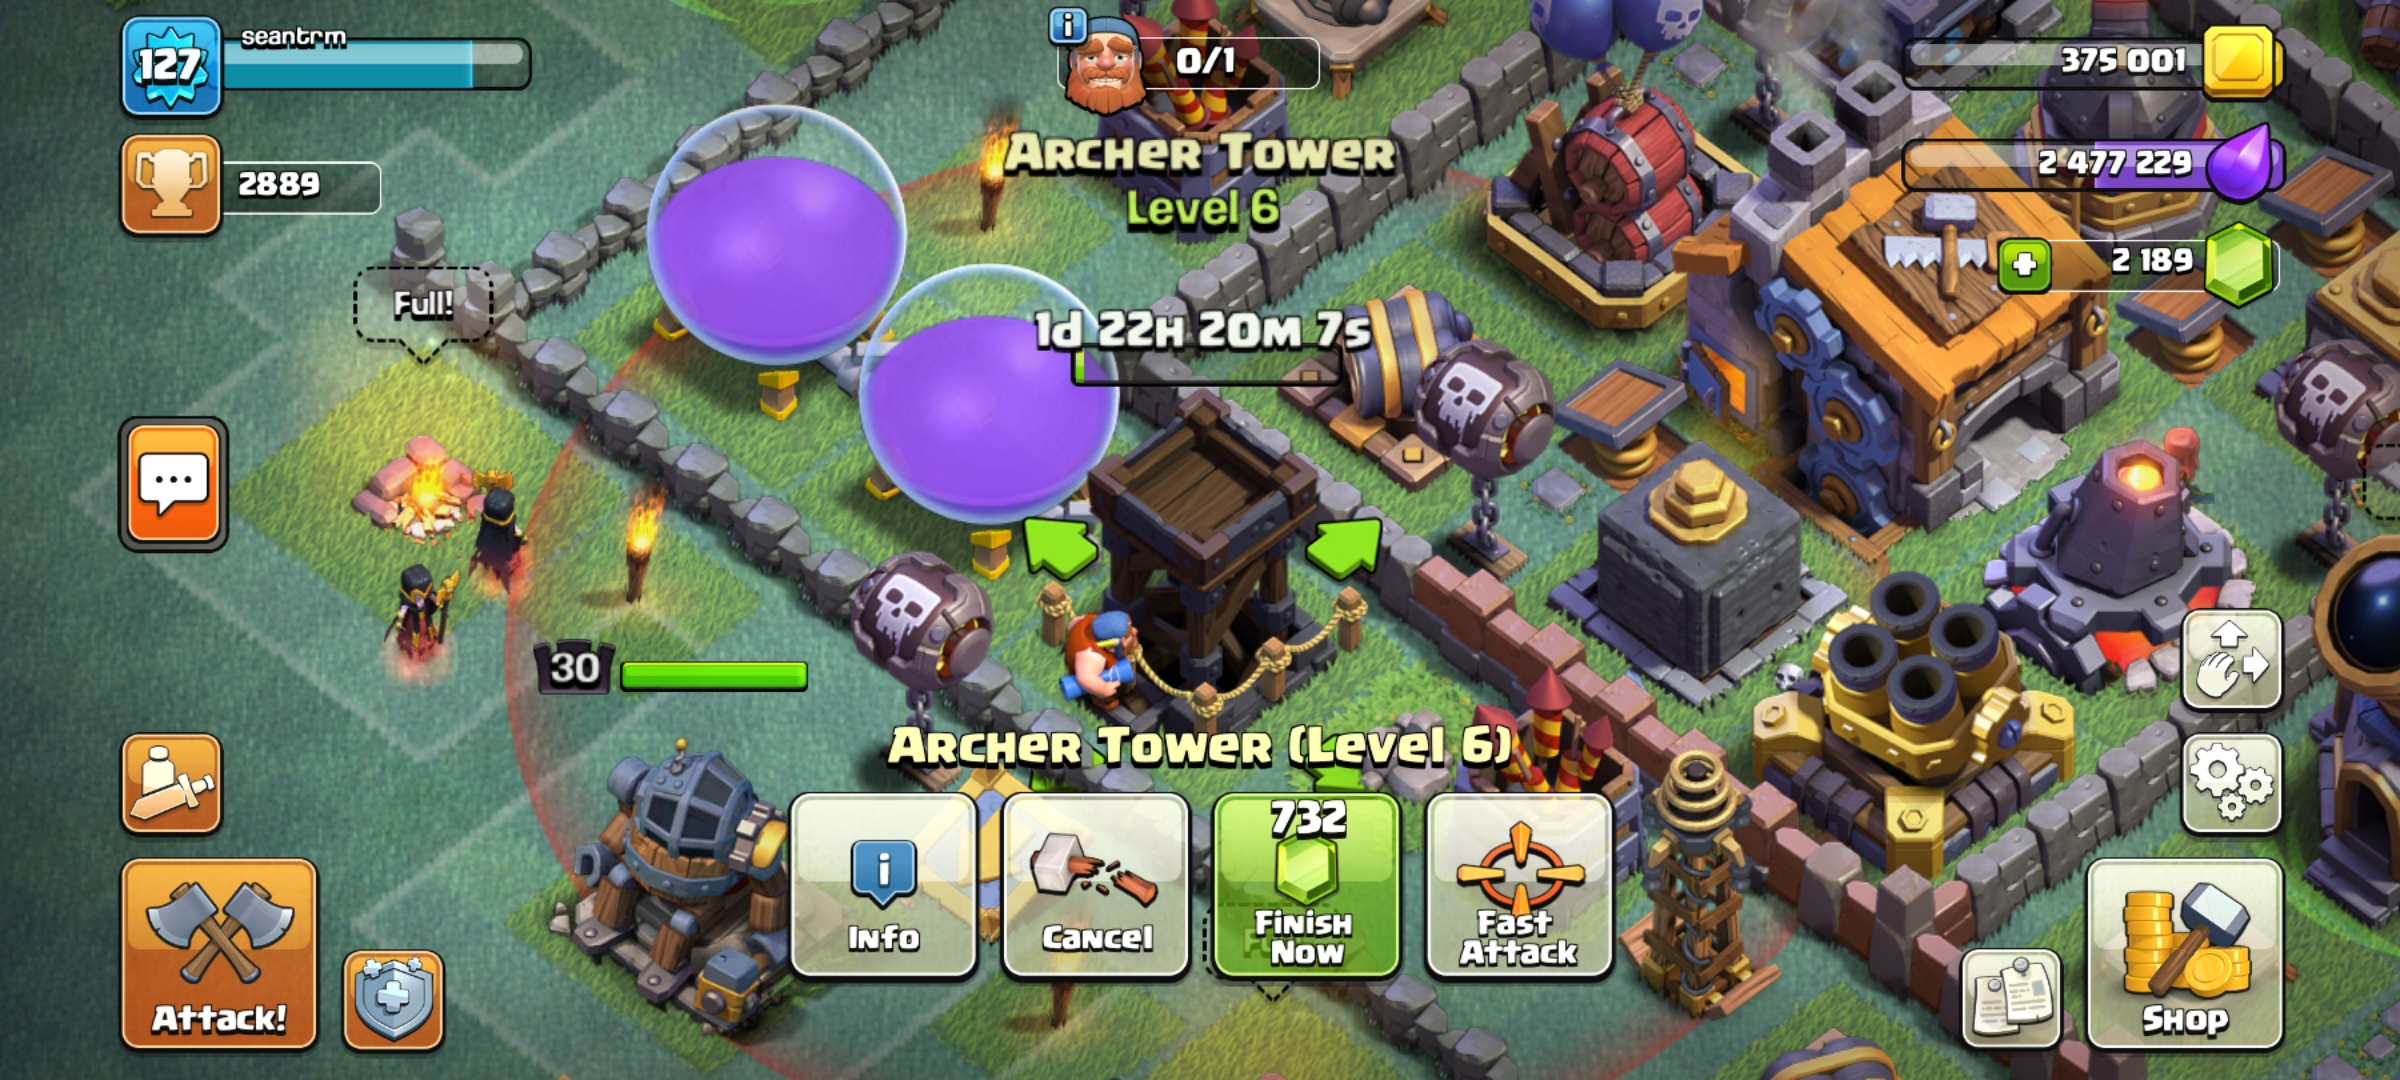 127
seantrm
0/1
375 001
2889
Archer Tower
Level 6
2 477 229
2 189
Full!
1d 22H 20M 7s
30
Archer Tower (Level 6)
Info
Cancel
732
Finish
Now
Fast
Attack
Attack!
Shop